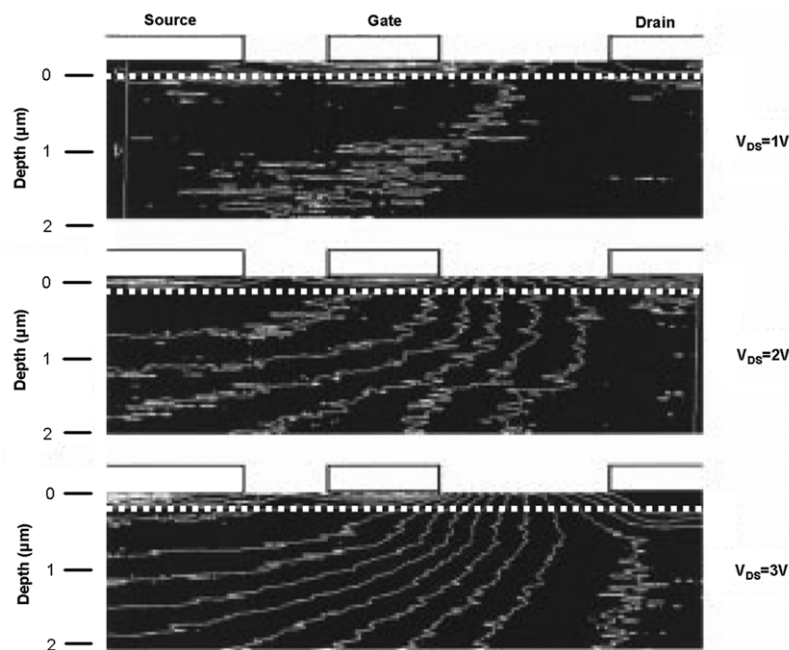 Source Gate Drain
0
1
2
Depth (µm)
V_DS=1V
0
1
2
Depth (µm)
V_DS=2V
0
1
2
Depth (µm)
V_DS=3V